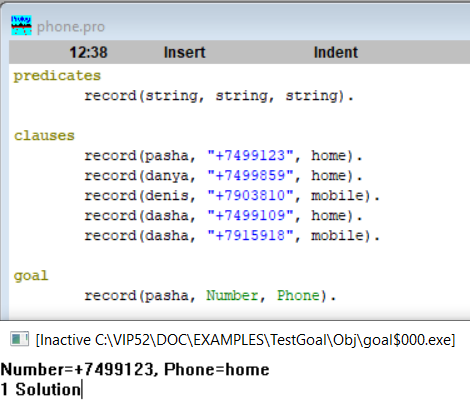 phone.pro
12:38 Insert Indent
predicates
record(string, string, string).
clauses
record(pasha, "+7499123", home).
record(danya, "+7499859", home).
record(denis, "+7903810", mobile).
record(dasha, "+7499109", home).
record(dasha, "+7915918", mobile).
goal
record(pasha, Number, Phone).
[Inactive C:\VIP52\DOC\EXAMPLES\TestGoal\Obj\goal$000.exe]
Number=+7499123, Phone=home
1 Solution